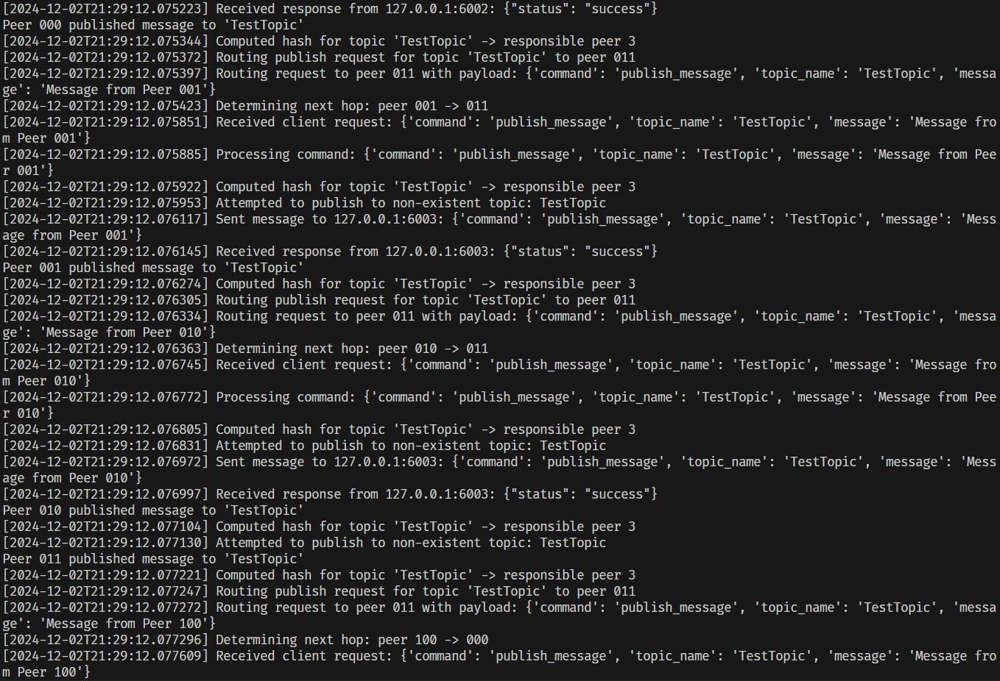 [2024-12-02T21:29:12.075223] Received response from 127.0.0.1:6002: {"status": "success"}
Peer 000 published message to 'TestTopic'
[2024-12-02T21:29:12.075344] Computed hash for topic 'TestTopic' -> responsible peer 3
[2024-12-02T21:29:12.075372] Routing publish request for topic 'TestTopic' to peer 011
[2024-12-02T21:29:12.075397] Routing request to peer 011 with payload: {'command': 'publish_message', 'topic_name': 'TestTopic', 'messa
ge': 'Message from Peer 001'}
[2024-12-02T21:29:12.075423] Determining next hop: peer 001 -> 011
[2024-12-02T21:29:12.075851] Received client request: {'command': 'publish_message', 'topic_name': 'TestTopic', 'message': 'Message fro
m Peer 001'}
[2024-12-02T21:29:12.075885] Processing command: {'command': 'publish_message', 'topic_name': 'TestTopic', 'message': 'Message from Pee
r 001'}
[2024-12-02T21:29:12.075922] Computed hash for topic 'TestTopic' -> responsible peer 3
[2024-12-02T21:29:12.075953] Attempted to publish to non-existent topic: TestTopic
[2024-12-02T21:29:12.076117] Sent message to 127.0.0.1:6003: {'command': 'publish_message', 'topic_name': 'TestTopic', 'message': 'Mess
age from Peer 001'}
[2024-12-02T21:29:12.076145] Received response from 127.0.0.1:6003: {"status": "success"}
Peer 001 published message to 'TestTopic'
[2024-12-02T21:29:12.076274] Computed hash for topic 'TestTopic' -> responsible peer 3
[2024-12-02T21:29:12.076305] Routing publish request for topic 'TestTopic' to peer 011
[2024-12-02T21:29:12.076334] Routing request to peer 011 with payload: {'command': 'publish_message', 'topic_name': 'TestTopic', 'messa
ge': 'Message from Peer 010'}
[2024-12-02T21:29:12.076363] Determining next hop: peer 010 -> 011
[2024-12-02T21:29:12.076745] Received client request: {'command': 'publish_message', 'topic_name': 'TestTopic', 'message': 'Message fro
m Peer 010'}
[2024-12-02T21:29:12.076772] Processing command: {'command': 'publish_message', 'topic_name': 'TestTopic', 'message': 'Message from Pee
r 010'}
[2024-12-02T21:29:12.076805] Computed hash for topic 'TestTopic' -> responsible peer 3
[2024-12-02T21:29:12.076831] Attempted to publish to non-existent topic: TestTopic
[2024-12-02T21:29:12.076972] Sent message to 127.0.0.1:6003: {'command': 'publish_message', 'topic_name': 'TestTopic', 'message': 'Mess
age from Peer 010'}
[2024-12-02T21:29:12.076997] Received response from 127.0.0.1:6003: {"status": "success"}
Peer 010 published message to 'TestTopic'
[2024-12-02T21:29:12.077104] Computed hash for topic 'TestTopic' -> responsible peer 3
[2024-12-02T21:29:12.077130] Attempted to publish to non-existent topic: TestTopic
Peer 011 published message to 'TestTopic'
[2024-12-02T21:29:12.077221] Computed hash for topic 'TestTopic' -> responsible peer 3
[2024-12-02T21:29:12.077247] Routing publish request for topic 'TestTopic' to peer 011
[2024-12-02T21:29:12.077272] Routing request to peer 011 with payload: {'command': 'publish_message', 'topic_name': 'TestTopic', 'messa
ge': 'Message from Peer 100'}
[2024-12-02T21:29:12.077296] Determining next hop: peer 100 -> 000
[2024-12-02T21:29:12.077609] Received client request: {'command': 'publish_message', 'topic_name': 'TestTopic', 'message': 'Message fro
m Peer 100'}